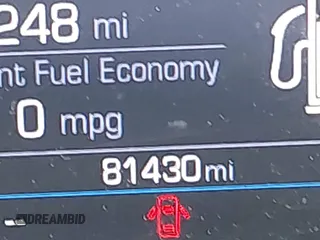 248 mi
nt Fuel Economy
0 mpg
81430 mi
DREAMBID